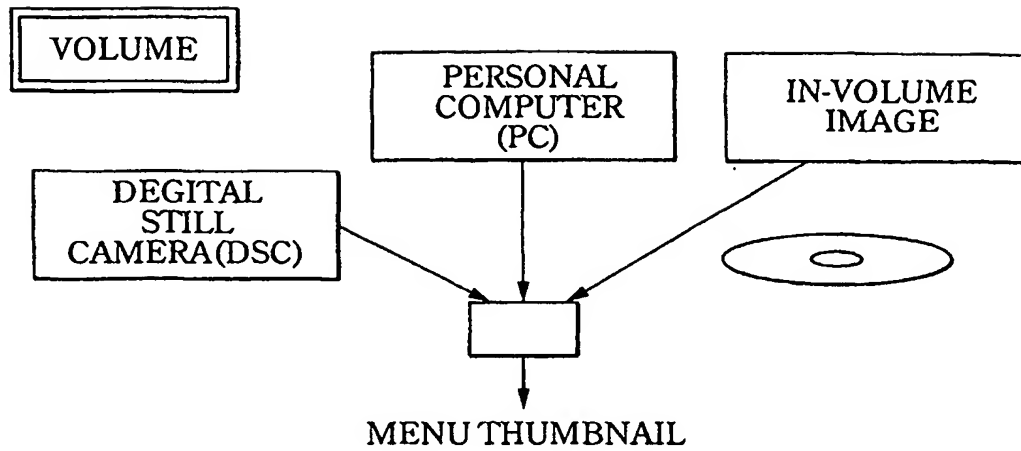 VOLUME
PERSONAL
COMPUTER
(PC)
IN-VOLUME
IMAGE
DEGITAL
STILL
CAMERA(DSC)
MENU THUMBNAIL